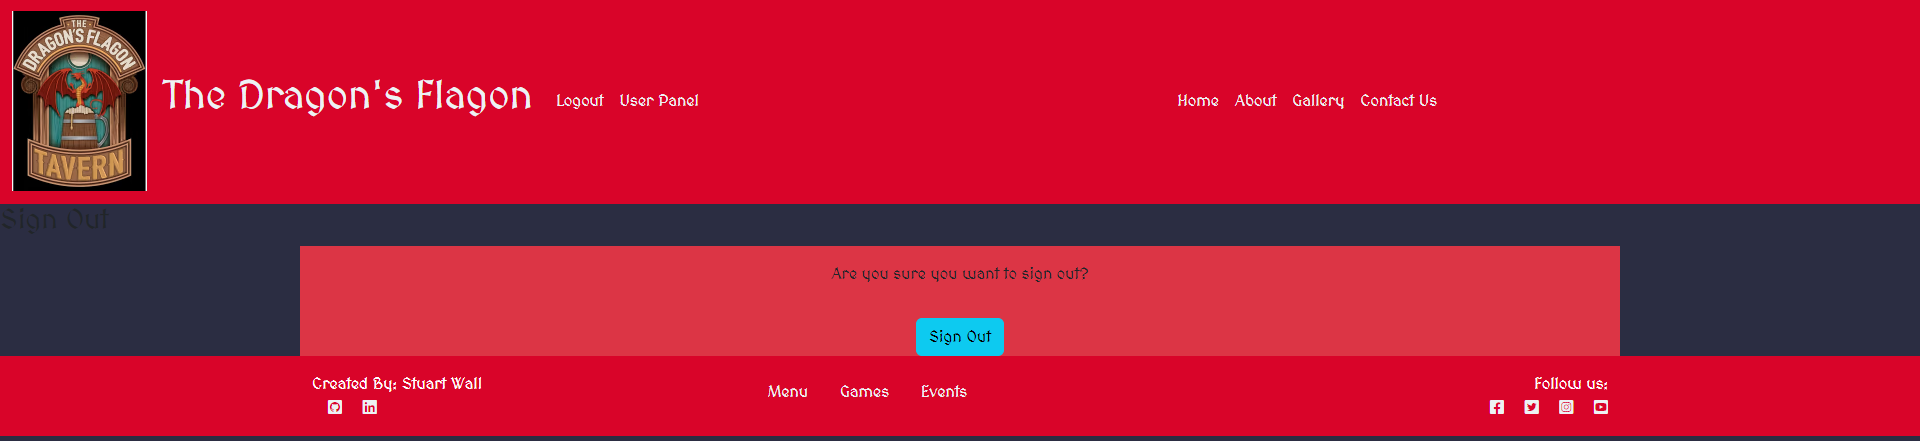 THE
DRAGON'S FLAGON
TAVERN
The Dragon's Flagon
Logout User Panel
Home About Gallery Contact Us
Sign Out
Are you sure you want to sign out?
Sign Out
Created By: Stuart Wall
Menu Games Events
Follow us: